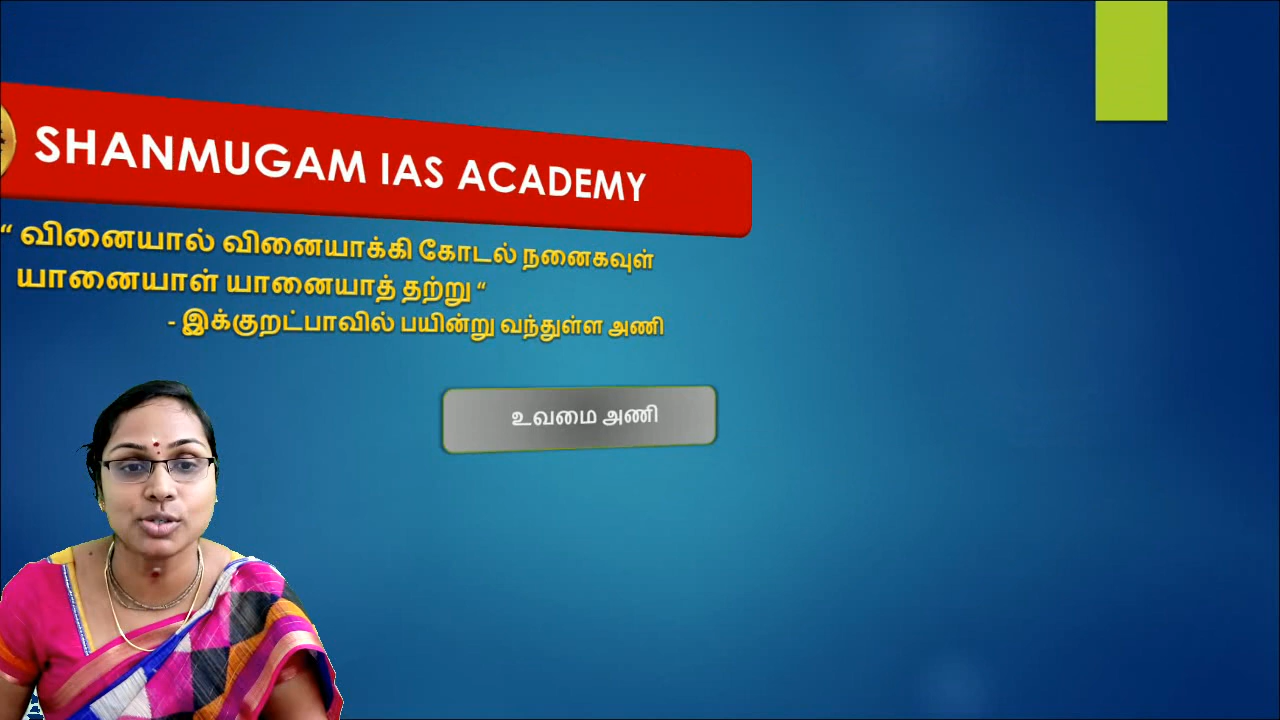 SHANMUGAM IAS ACADEMY
“ வினையால் வினையாக்கி கோடல் நனைகவுள்
யானையாள் யானையாத் தற்று “
- இக்குறட்பாவில் பயின்று வந்துள்ள அணி
உவமை அணி